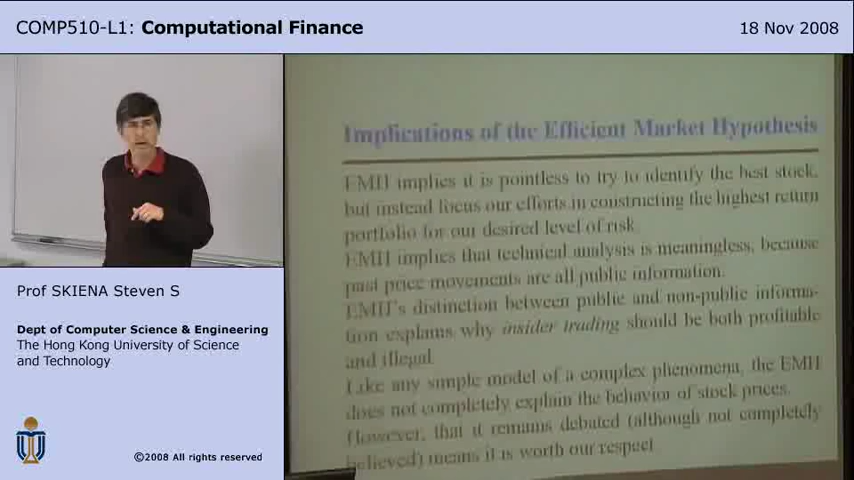 COMP510-L1: Computational Finance
18 Nov 2008
Implications of the Efficient Market Hypothesis
EMH implies it is pointless to try to identify the best stock,
but instead focus our efforts in constructing the highest return
portfolio for our desired level of risk.
EMH implies that technical analysis is meaningless, because
past price movements are all public information.
EMH's distinction between public and non-public informa-
tion explains why insider trading should be both profitable
and illegal.
Like any simple model of a complex phenomena, the EMH
does not completely explain the behavior of stock prices.
However, that it remains debated (although not completely
believed) means it is worth our respect.
Prof SKIENA Steven S
Dept of Computer Science & Engineering
The Hong Kong University of Science
and Technology
©2008 All rights reserved